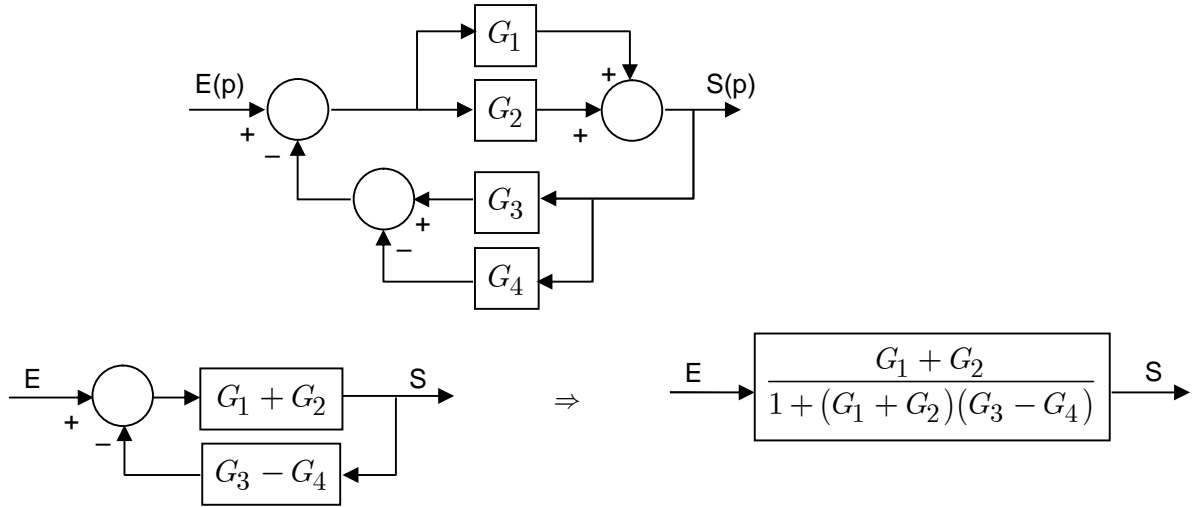 G₁
E(p)
S(p)
+
G₂
+
+
−
G₃
+
−
G₄
E
G₁ + G₂
S
+
−
G₃ − G₄
⇒
E
G₁ + G₂
1 + (G₁ + G₂)(G₃ − G₄)
S